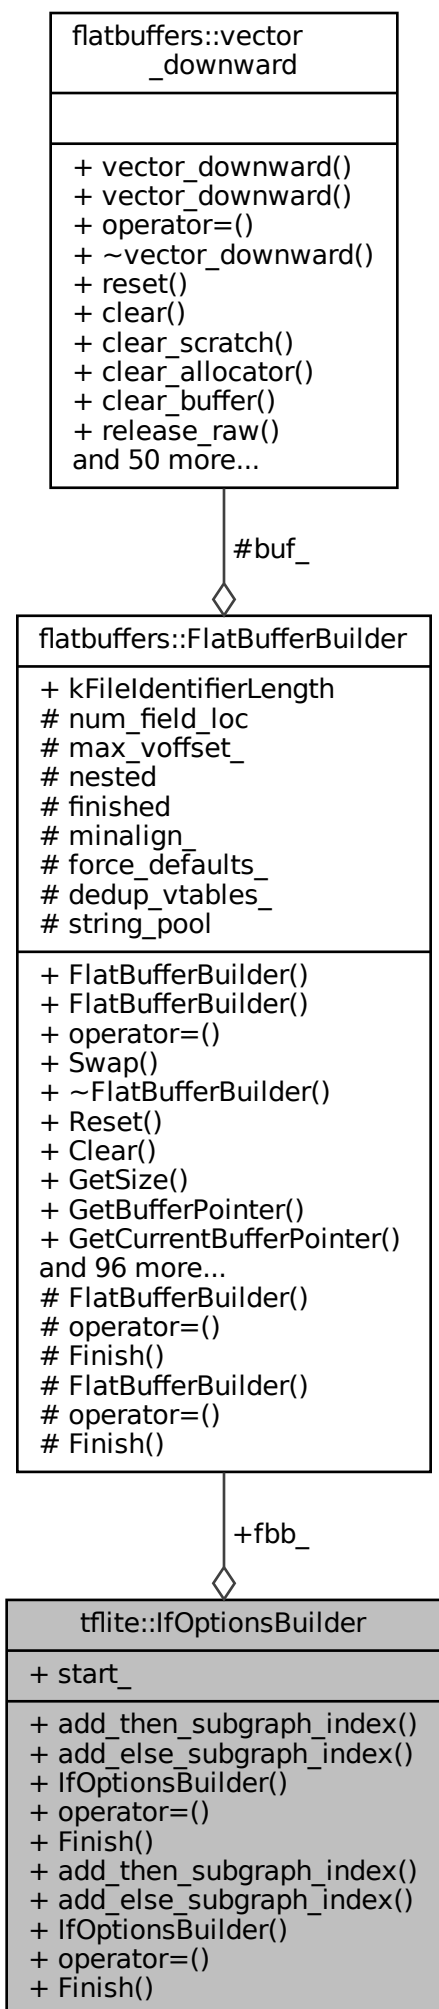 flatbuffers::vector
_downward
+ vector_downward()
+ vector_downward()
+ operator=()
+ ~vector_downward()
+ reset()
+ clear()
+ clear_scratch()
+ clear_allocator()
+ clear_buffer()
+ release_raw()
and 50 more...
#buf_
flatbuffers::FlatBufferBuilder
+ kFileIdentifierLength
# num_field_loc
# max_voffset_
# nested
# finished
# minalign_
# force_defaults_
# dedup_vtables_
# string_pool
+ FlatBufferBuilder()
+ FlatBufferBuilder()
+ operator=()
+ Swap()
+ ~FlatBufferBuilder()
+ Reset()
+ Clear()
+ GetSize()
+ GetBufferPointer()
+ GetCurrentBufferPointer()
and 96 more...
# FlatBufferBuilder()
# operator=()
# Finish()
# FlatBufferBuilder()
# operator=()
# Finish()
+fbb_
tflite::IfOptionsBuilder
+ start_
+ add_then_subgraph_index()
+ add_else_subgraph_index()
+ IfOptionsBuilder()
+ operator=()
+ Finish()
+ add_then_subgraph_index()
+ add_else_subgraph_index()
+ IfOptionsBuilder()
+ operator=()
+ Finish()